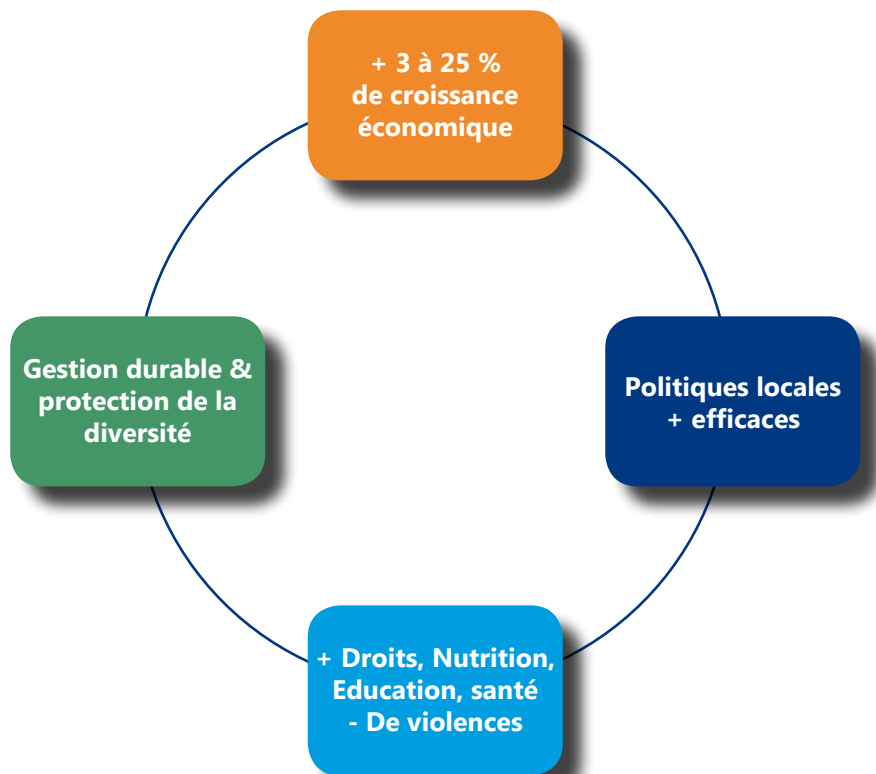 + 3 à 25 %
de croissance
économique
Gestion durable &
protection de la
diversité
Politiques locales
+ efficaces
+ Droits, Nutrition,
Education, santé
- De violences